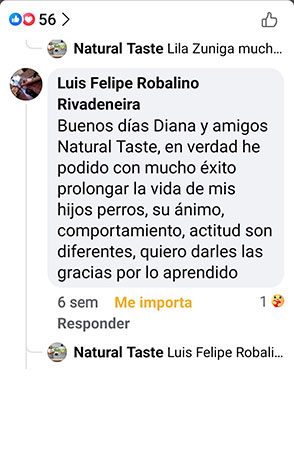 56
Natural Taste Lila Zuniga much...
Luis Felipe Robalino
Rivadeneira
Buenos días Diana y amigos
Natural Taste, en verdad he
podido con mucho éxito
prolongar la vida de mis
hijos perros, su ánimo,
comportamiento, actitud son
diferentes, quiero darles las
gracias por lo aprendido
6 sem Me importa 1
Responder
Natural Taste Luis Felipe Robali...